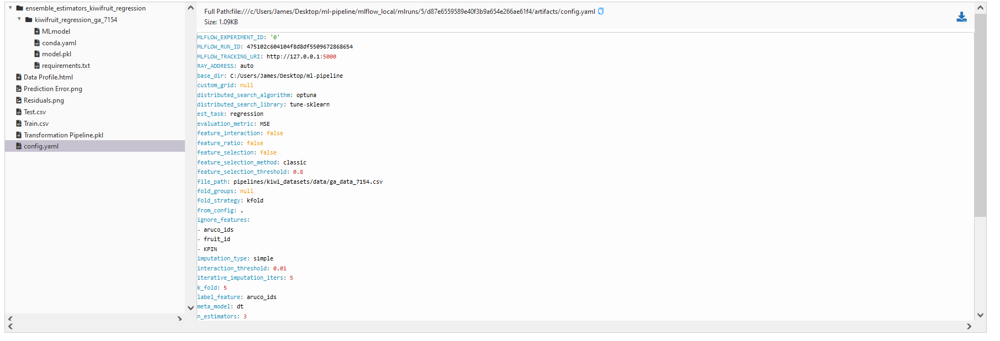 ensemble_estimators_kiwifruit_regression
kiwifruit_regression_ga_7154
MLmodel
conda.yaml
model.pkl
requirements.txt
Data Profile.html
Prediction Error.png
Residuals.png
Test.csv
Train.csv
Transformation Pipeline.pkl
config.yaml
Full Path:file:///c/Users/James/Desktop/ml-pipeline/mlflow_local/mlruns/5/d87e6559589e40f3b9a654e266ae61f4/artifacts/config.yaml
Size: 1.09KB
MLFLOW_EXPERIMENT_ID: '0'
MLFLOW_RUN_ID: 475102c604104f8d8df5509672868654
MLFLOW_TRACKING_URI: http://127.0.0.1:5000
RAY_ADDRESS: auto
base_dir: C:/Users/James/Desktop/ml-pipeline
custom_grid: null
distributed_search_algorithm: optuna
distributed_search_library: tune-sklearn
est_task: regression
evaluation_metric: MSE
feature_interaction: false
feature_ratio: false
feature_selection: false
feature_selection_method: classic
feature_selection_threshold: 0.8
file_path: pipelines/kiwi_datasets/data/ga_data_7154.csv
fold_groups: null
fold_strategy: kfold
from_config: .
ignore_features:
- aruco_ids
- fruit_id
- KPIN
imputation_type: simple
interaction_threshold: 0.01
iterative_imputation_iters: 5
k_fold: 5
label_feature: aruco_ids
meta_model: dt
n_estimators: 3